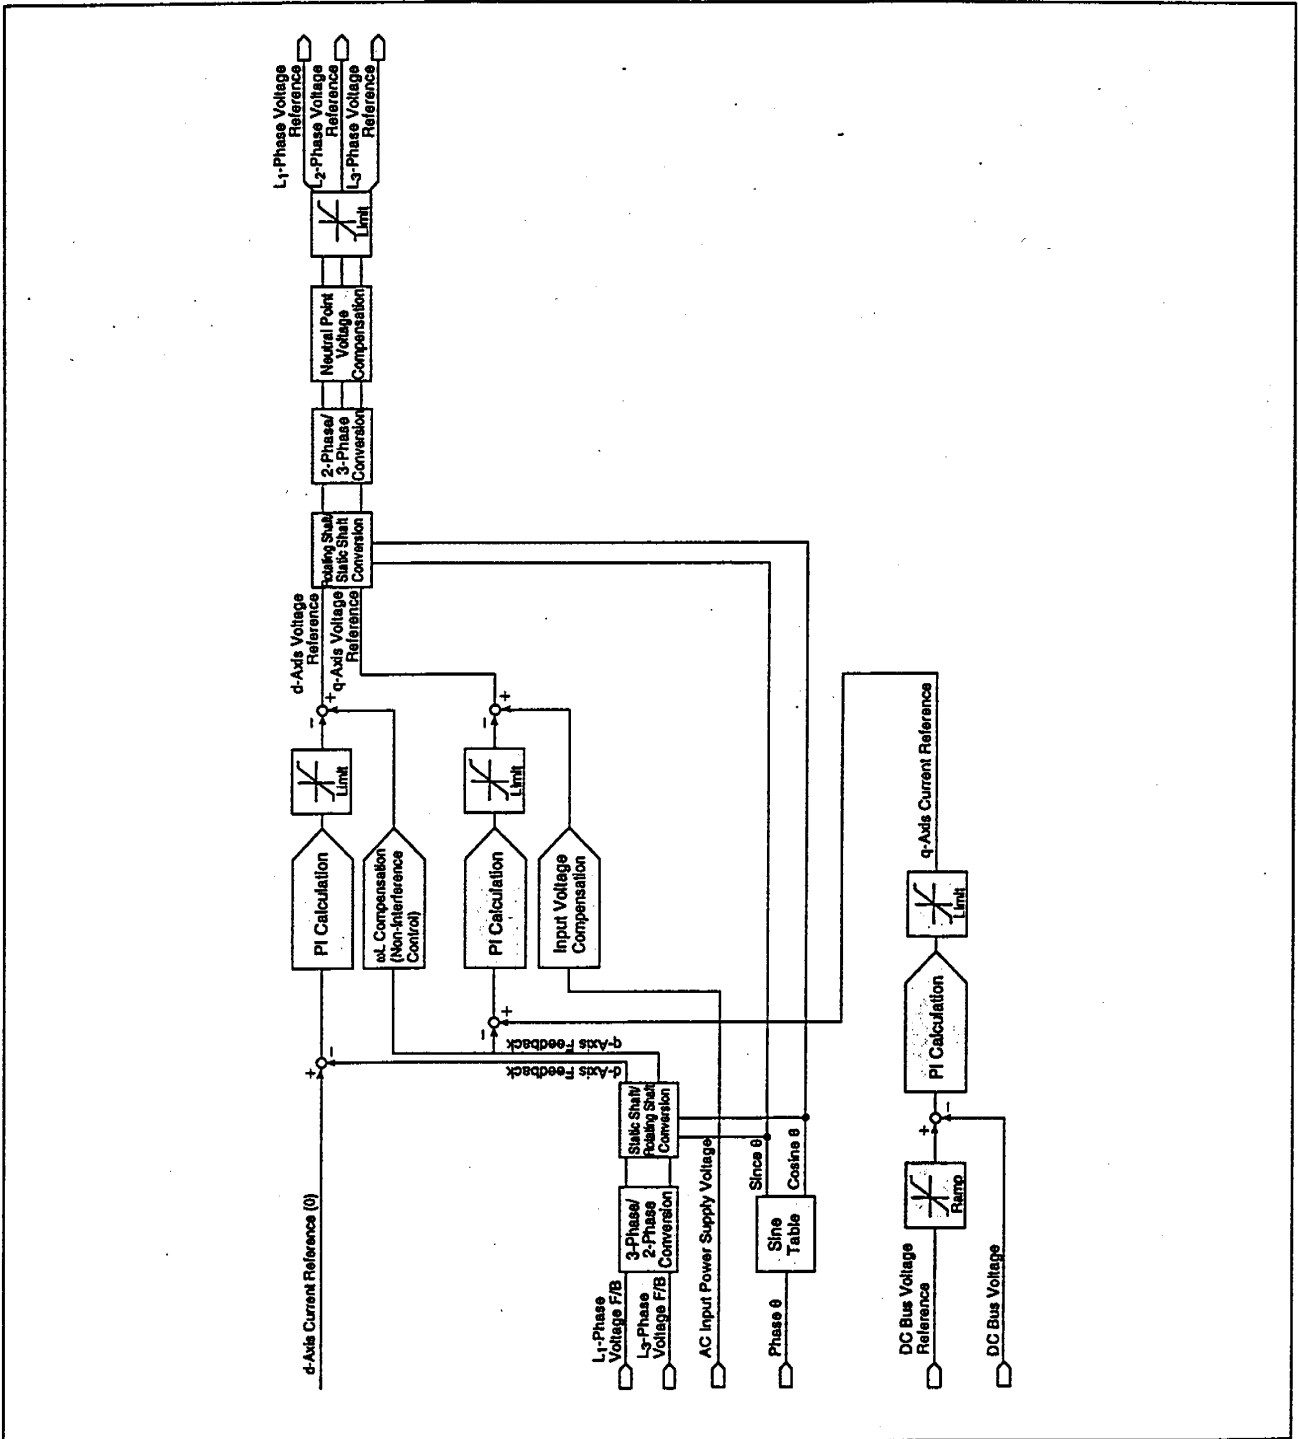 d-Axis Current Reference (0)
+
−
PI Calculation
Limit
−
+
d-Axis Voltage
Reference
q-Axis Voltage
Reference
ωL Compensation
(Non-Interference
Control)
Rotating Shaft/
Static Shaft
Conversion
2-Phase/
3-Phase
Conversion
Neutral Point
Voltage
Compensation
Limit
L1-Phase Voltage
Reference
L2-Phase Voltage
Reference
L3-Phase Voltage
Reference
−
+
PI Calculation
Limit
−
+
Input Voltage
Compensation
d-Axis Feedback
q-Axis Feedback
L1-Phase
Voltage F/B
L3-Phase
Voltage F/B
3-Phase/
2-Phase
Conversion
Static Shaft/
Rotating Shaft
Conversion
AC Input Power Supply Voltage
Phase θ
Sine
Table
Since θ
Cosine θ
DC Bus Voltage
Reference
Ramp
+
−
PI Calculation
Limit
q-Axis Current Reference
DC Bus Voltage